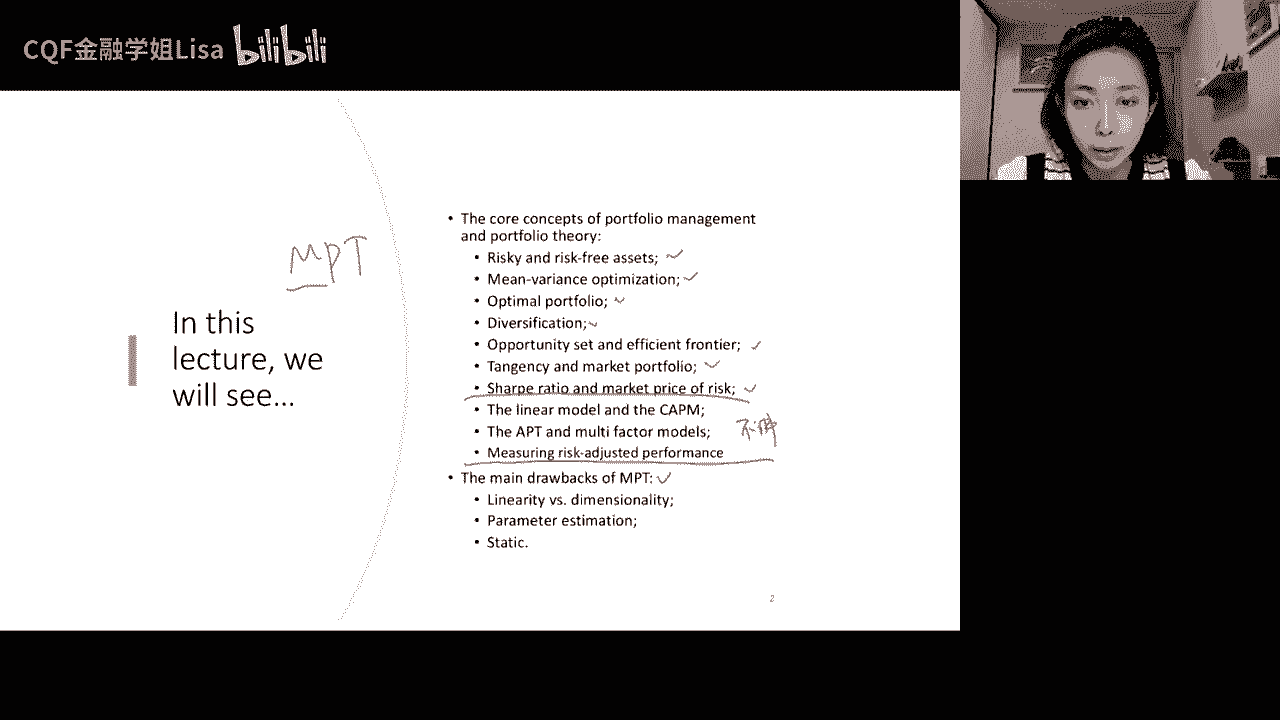 CQF金融学姐Lisa bilibili
MPT
In this
lecture, we
will see...
• The core concepts of portfolio management
and portfolio theory:
• Risky and risk-free assets;
• Mean-variance optimization;
• Optimal portfolio;
• Diversification;
• Opportunity set and efficient frontier;
• Tangency and market portfolio;
• Sharpe ratio and market price of risk;
• The linear model and the CAPM;
• The APT and multi factor models;
• Measuring risk-adjusted performance
• The main drawbacks of MPT:
• Linearity vs. dimensionality;
• Parameter estimation;
• Static.
2